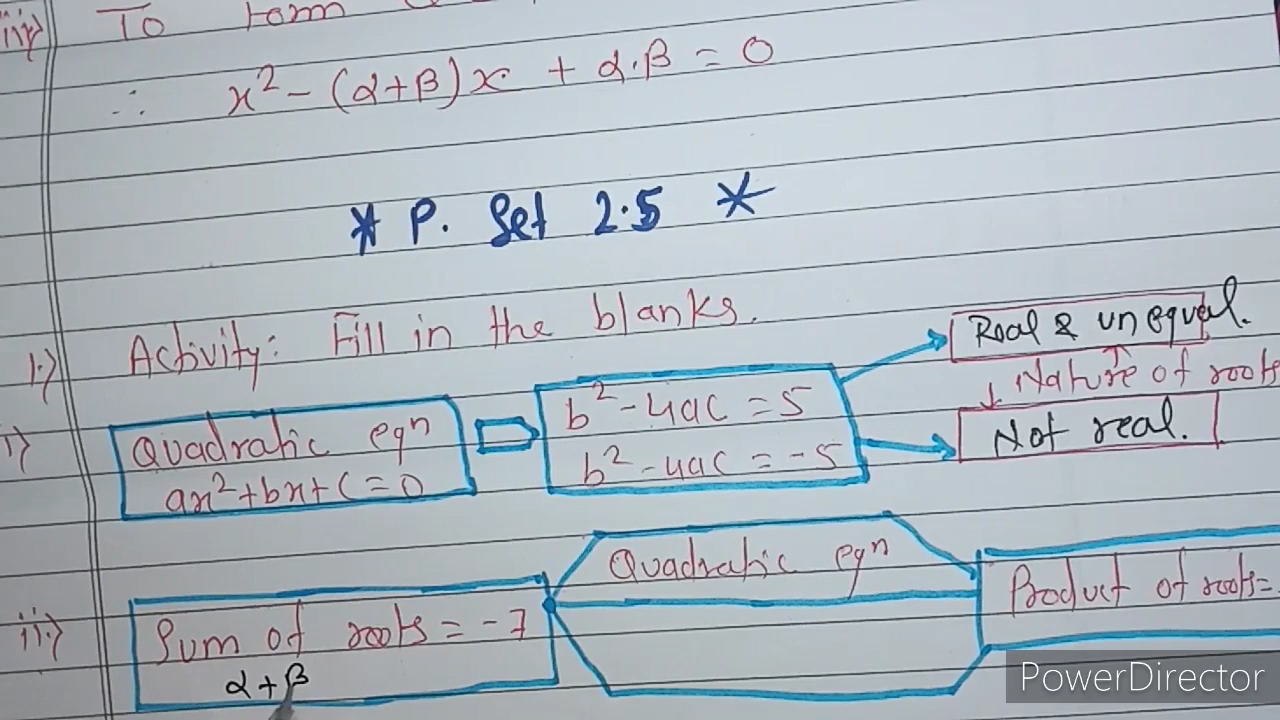 iii) To form
∴ x² - (α+β)x + α.β = 0
* P. Set 2.5 *
1.) Activity: Fill in the blanks.
i) Quadratic eqn
ax²+bx+c=0
b²-4ac = 5
b²-4ac = -5
Real & unequal.
↓ Nature of roots ↑
Not real.
ii.) Sum of roots = -7
α+β
Quadratic eqn
Product of roots=
PowerDirector